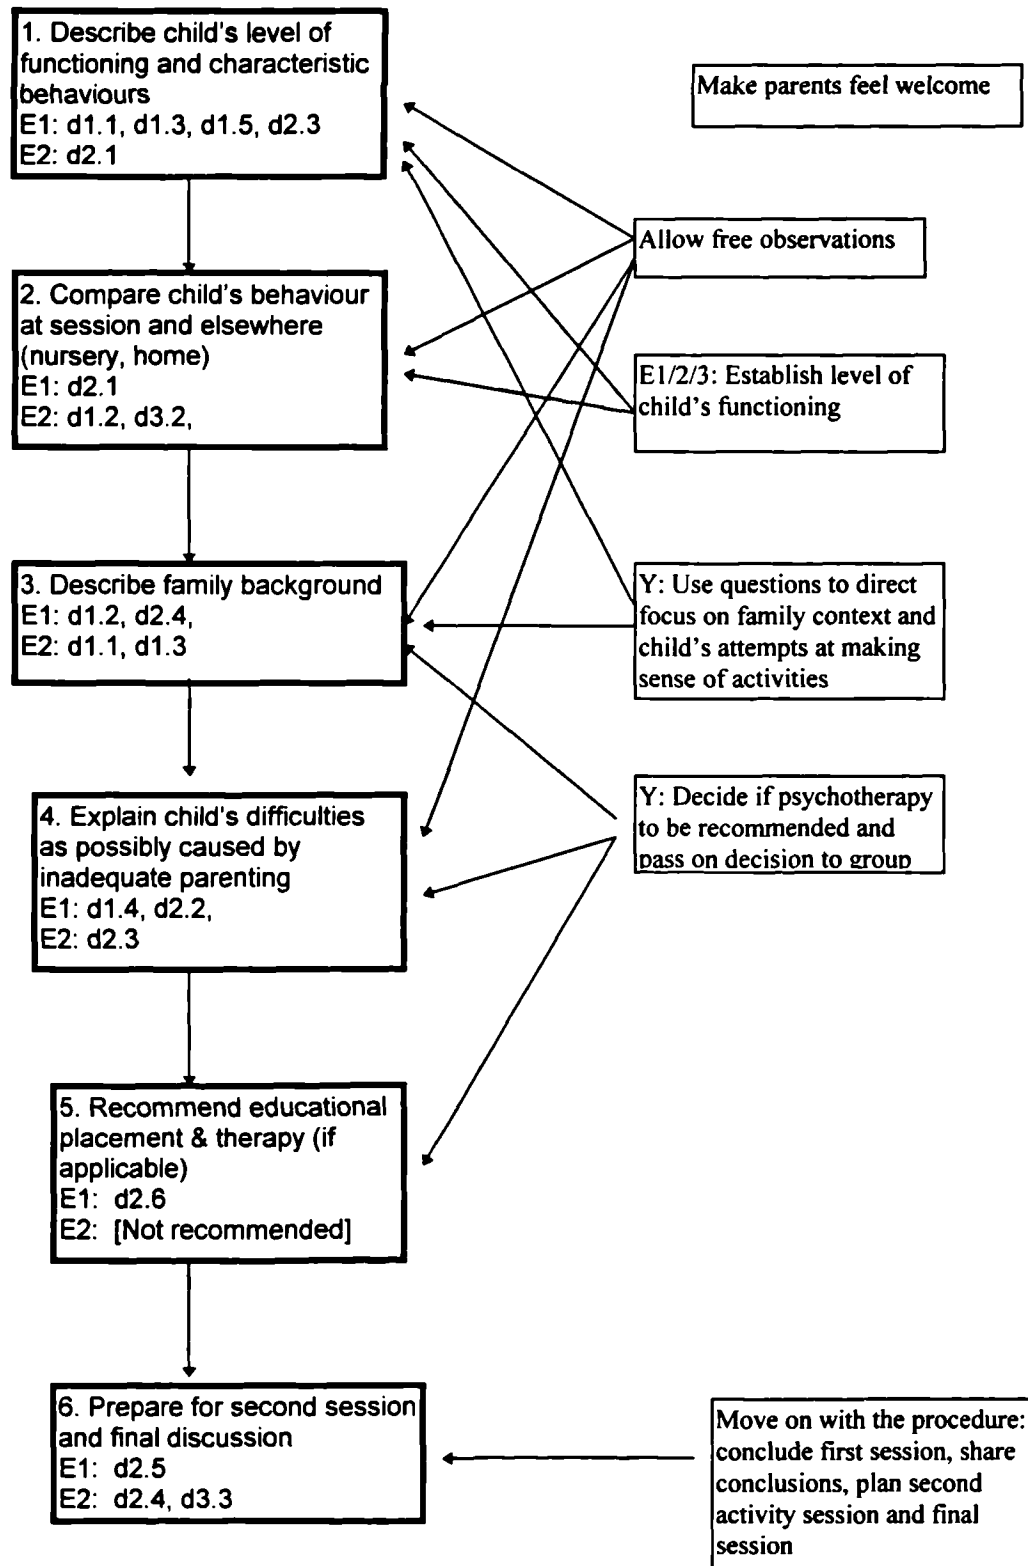 1. Describe child's level of
functioning and characteristic
behaviours
E1: d1.1, d1.3, d1.5, d2.3
E2: d2.1
Make parents feel welcome
Allow free observations
2. Compare child's behaviour
at session and elsewhere
(nursery, home)
E1: d2.1
E2: d1.2, d3.2,
E1/2/3: Establish level of
child's functioning
3. Describe family background
E1: d1.2, d2.4,
E2: d1.1, d1.3
Y: Use questions to direct
focus on family context and
child's attempts at making
sense of activities
4. Explain child's difficulties
as possibly caused by
inadequate parenting
E1: d1.4, d2.2,
E2: d2.3
Y: Decide if psychotherapy
to be recommended and
pass on decision to group
5. Recommend educational
placement & therapy (if
applicable)
E1: d2.6
E2: [Not recommended]
6. Prepare for second session
and final discussion
E1: d2.5
E2: d2.4, d3.3
Move on with the procedure:
conclude first session, share
conclusions, plan second
activity session and final
session